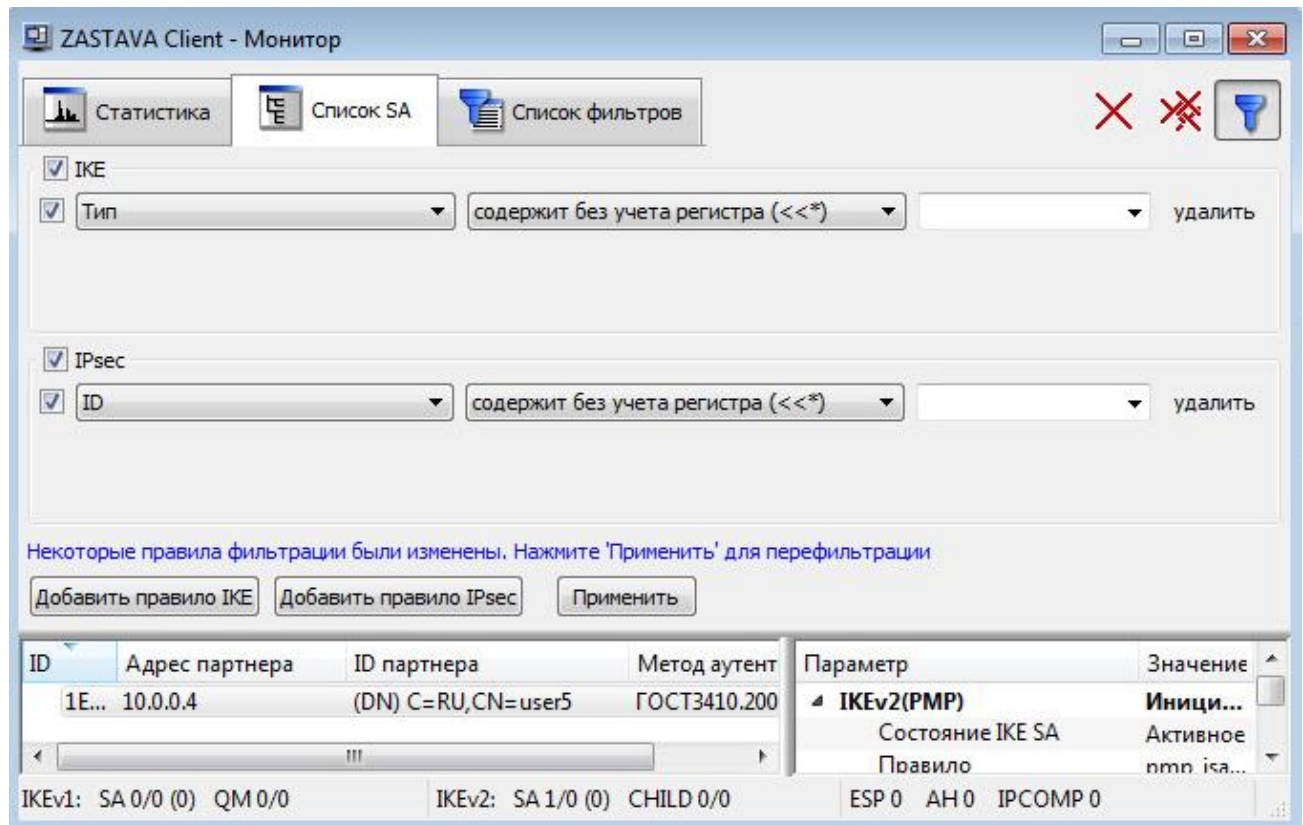 ZASTAVA Client - Монитор
Статистика Список SA Список фильтров
IKE
Тип содержит без учета регистра (<<*) удалить
IPsec
ID содержит без учета регистра (<<*) удалить
Некоторые правила фильтрации были изменены. Нажмите 'Применить' для перефильтрации
Добавить правило IKE Добавить правило IPsec Применить
ID Адрес партнера ID партнера Метод аутент Параметр Значение
1E... 10.0.0.4 (DN) C=RU,CN=user5 ГОСТ3410.200 IKEv2(PMP) Иници...
Состояние IKE SA Активное
Правило pmp_isa...
IKEv1: SA 0/0 (0) QM 0/0 IKEv2: SA 1/0 (0) CHILD 0/0 ESP 0 AH 0 IPCOMP 0